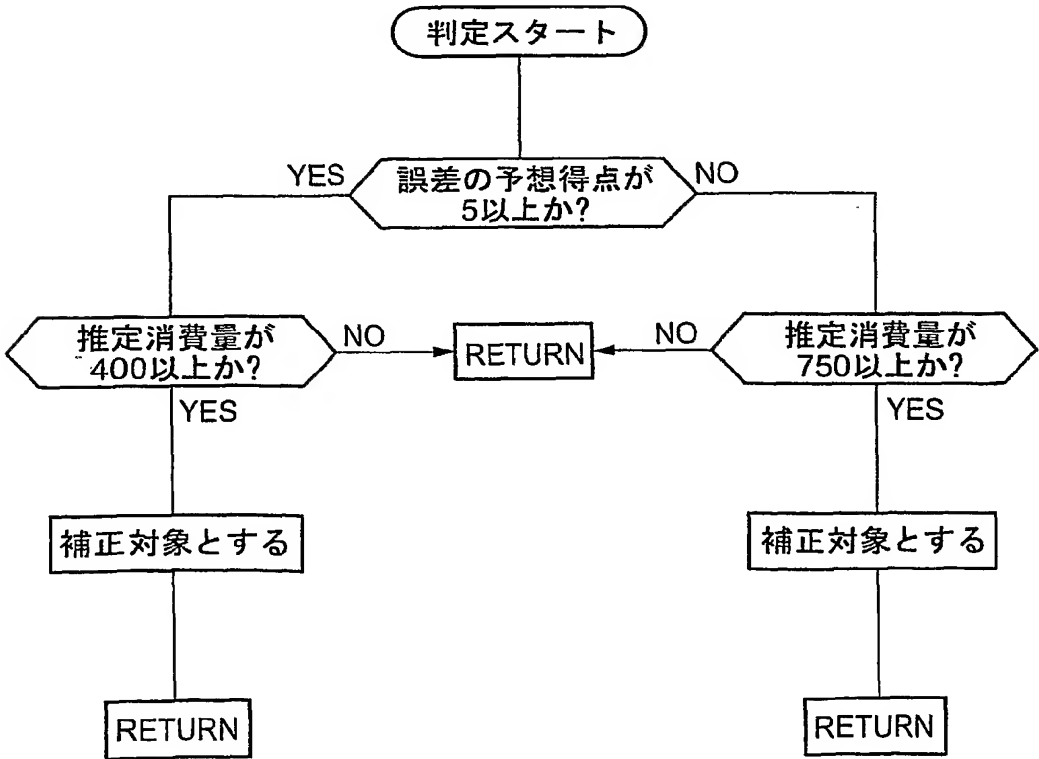 判定スタート
YES
誤差の予想得点が
5以上か?
NO
推定消費量が
400以上か?
NO
RETURN
NO
推定消費量が
750以上か?
YES
YES
補正対象とする
補正対象とする
RETURN
RETURN